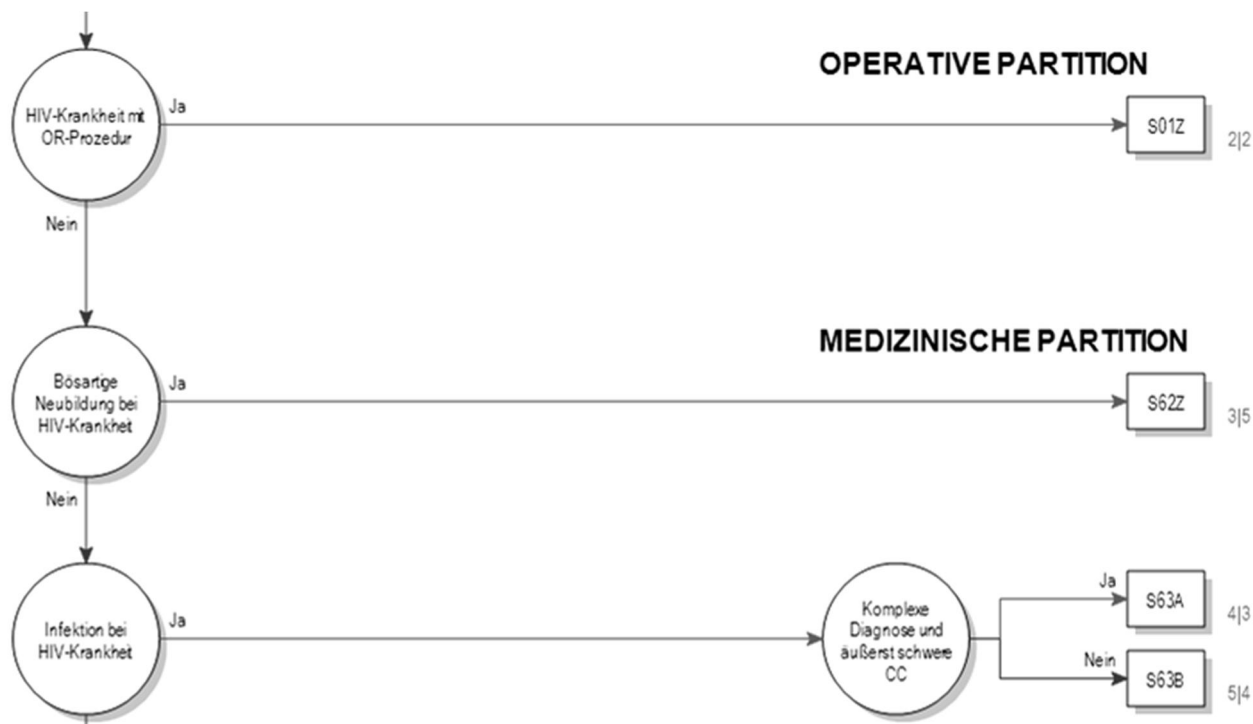 OPERATIVE PARTITION
HIV-Krankheit mit
OR-Prozedur
Ja
S01Z
2|2
Nein
MEDIZINISCHE PARTITION
Bösartige
Neubildung bei
HIV-Krankheit
Ja
S62Z
3|5
Nein
Infektion bei
HIV-Krankheit
Ja
Komplexe
Diagnose und
äußerst schwere
CC
Ja
S63A
4|3
Nein
S63B
5|4